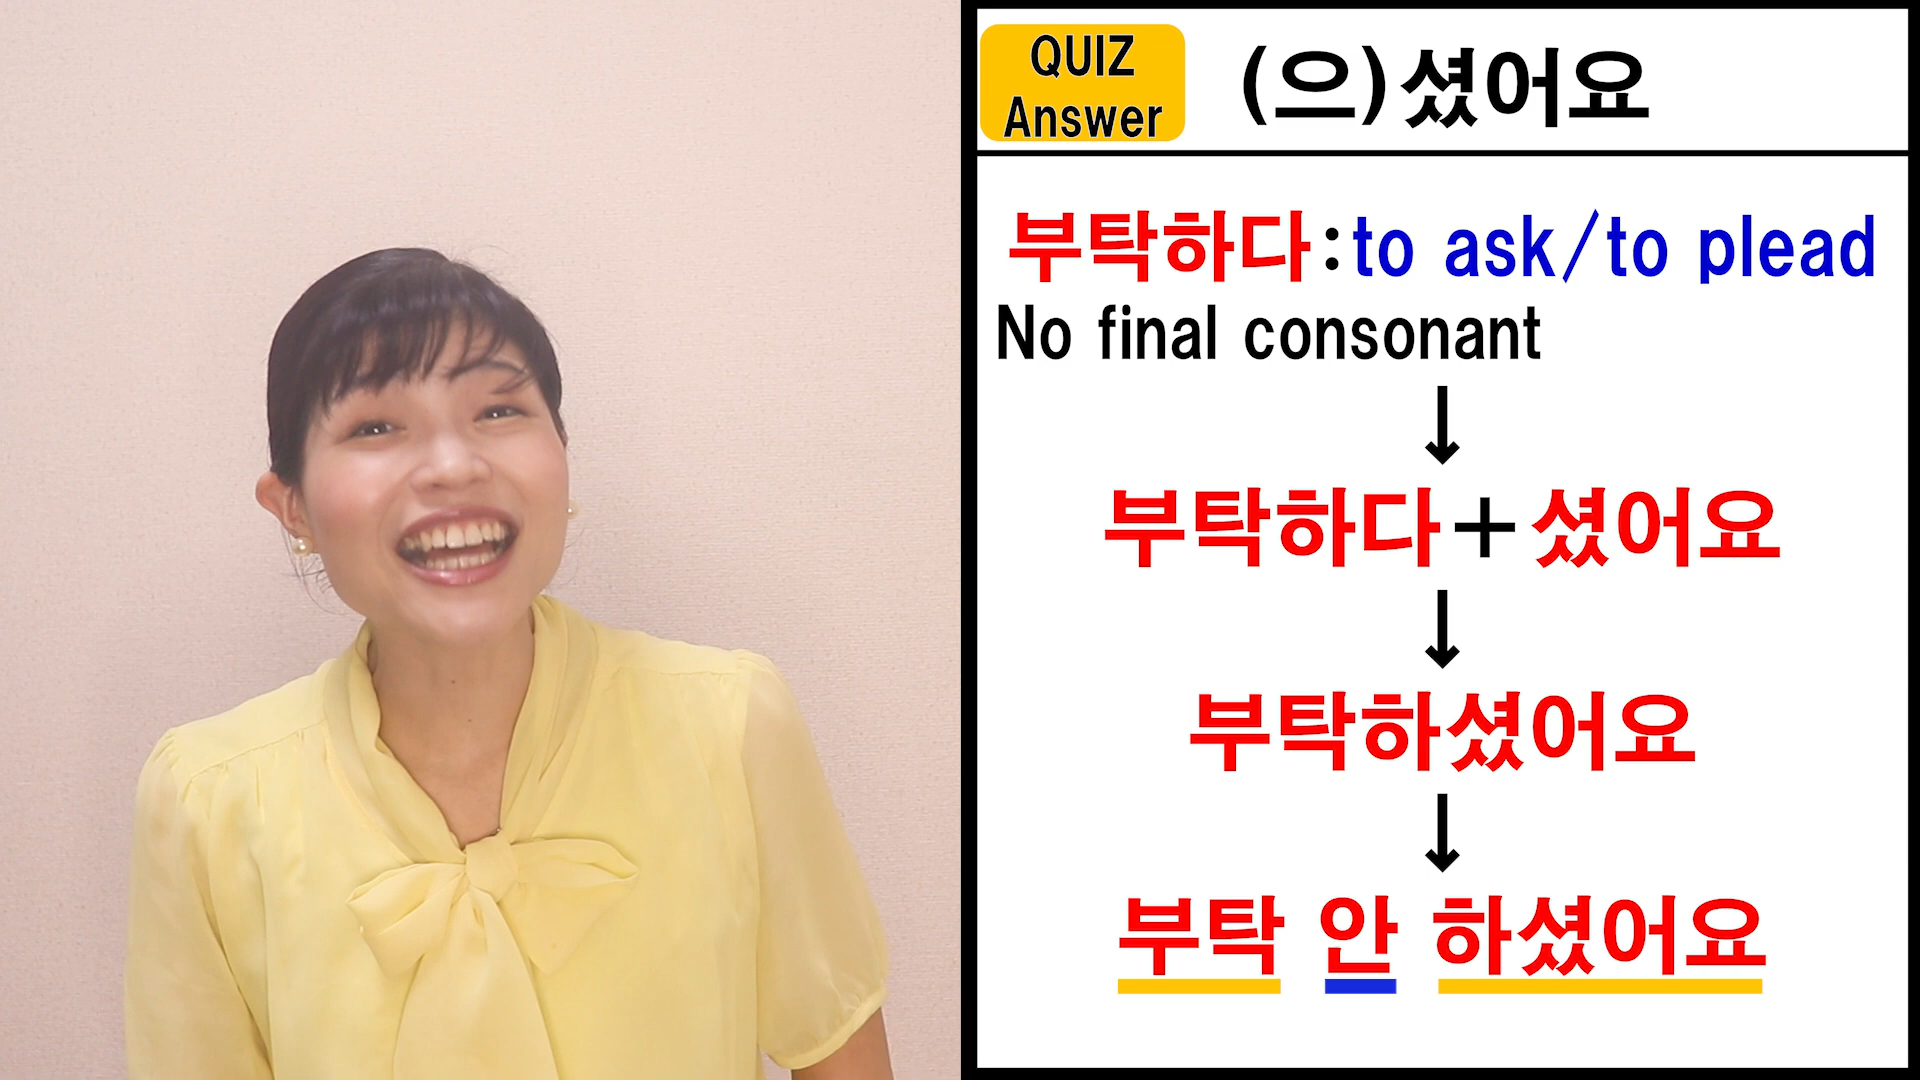 QUIZ
Answer
(으)셨어요
부탁하다:to ask/to plead
No final consonant
↓
부탁하다+셨어요
↓
부탁하셨어요
↓
부탁 안 하셨어요